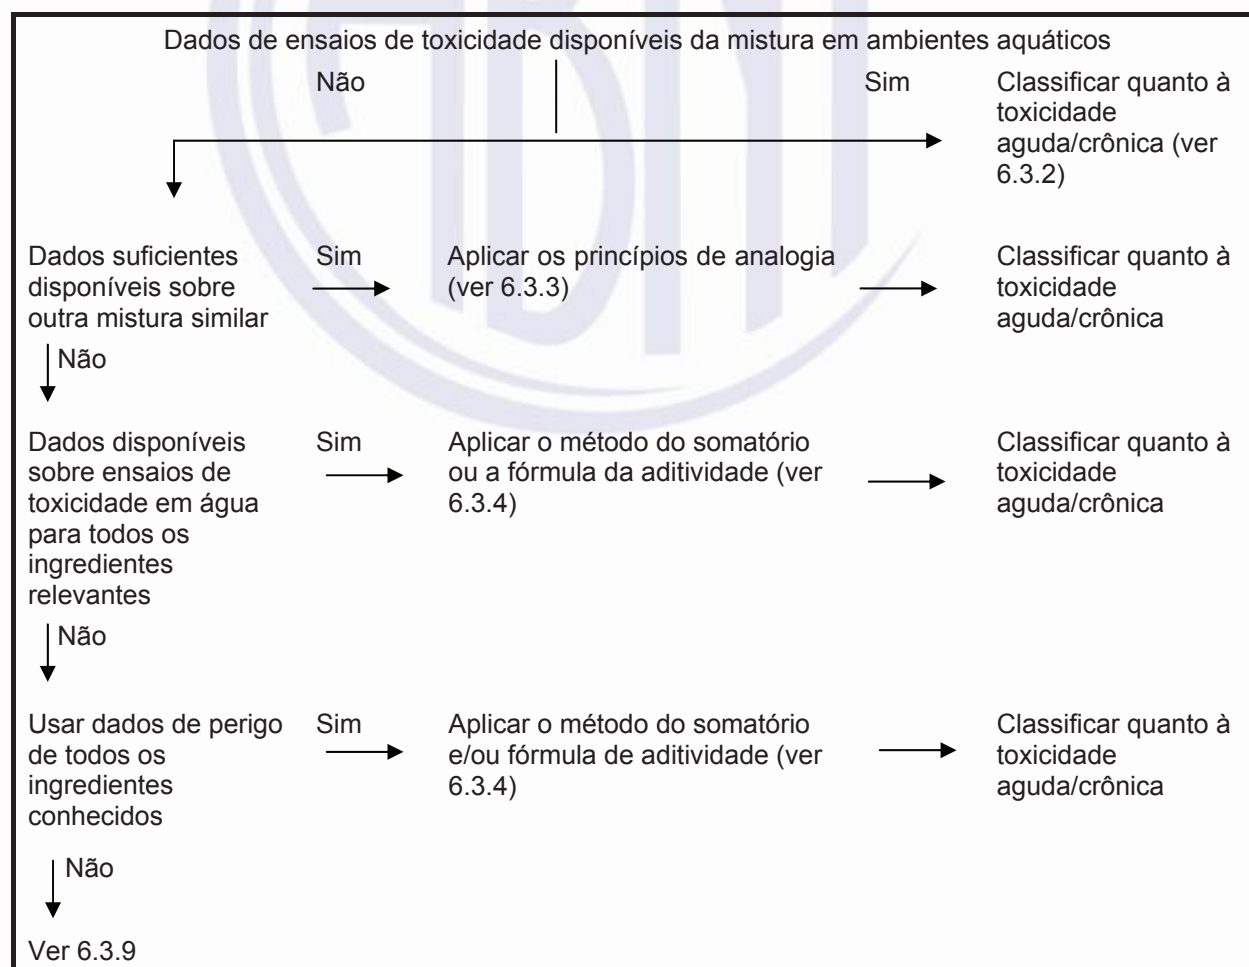 Dados de ensaios de toxicidade disponíveis da mistura em ambientes aquáticos
Não
Sim
Classificar quanto à
toxicidade
aguda/crônica (ver
6.3.2)
Dados suficientes
disponíveis sobre
outra mistura similar
Sim
Aplicar os princípios de analogia
(ver 6.3.3)
Classificar quanto à
toxicidade
aguda/crônica
Não
Dados disponíveis
sobre ensaios de
toxicidade em água
para todos os
ingredientes
relevantes
Sim
Aplicar o método do somatório
ou a fórmula da aditividade (ver
6.3.4)
Classificar quanto à
toxicidade
aguda/crônica
Não
Usar dados de perigo
de todos os
ingredientes
conhecidos
Sim
Aplicar o método do somatório
e/ou fórmula de aditividade (ver
6.3.4)
Classificar quanto à
toxicidade
aguda/crônica
Não
Ver 6.3.9